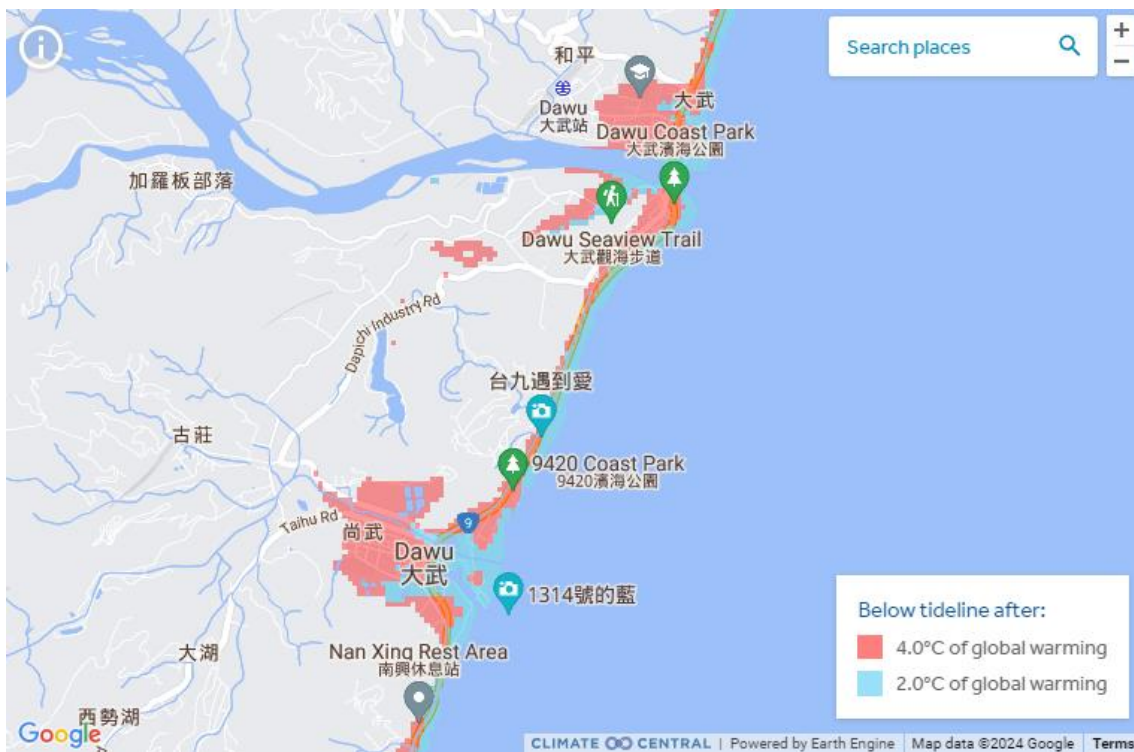 Search places
+
−
和平
Dawu
大武站
大武
Dawu Coast Park
大武濱海公園
加羅板部落
Dawu Seaview Trail
大武觀海步道
Dapichi Industry Rd
台九遇到愛
古莊
9420 Coast Park
9420濱海公園
Taihu Rd
9
尚武
Dawu
大武
1314號的藍
Below tideline after:
4.0°C of global warming
2.0°C of global warming
大湖
Nan Xing Rest Area
南興休息站
西勢湖
Google
CLIMATE CENTRAL | Powered by Earth Engine | Map data ©2024 Google | Terms